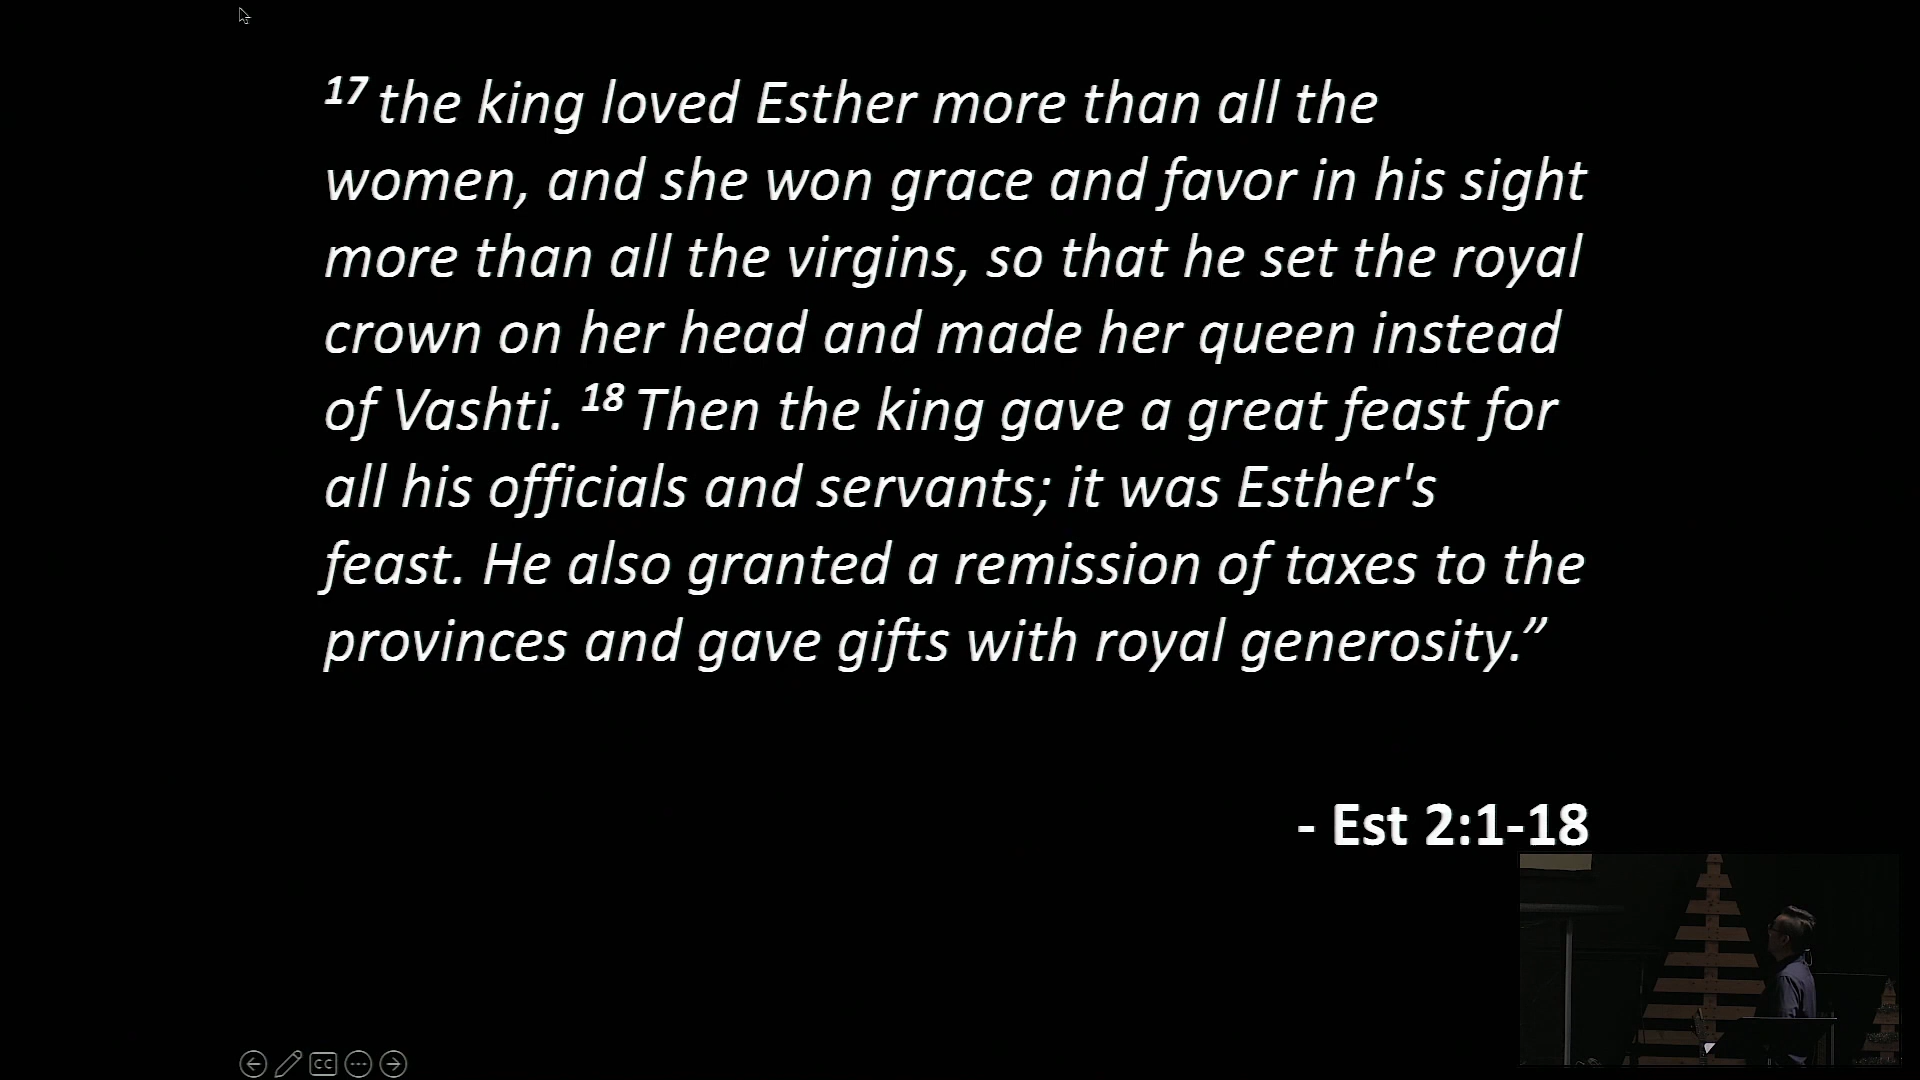 17 the king loved Esther more than all the
women, and she won grace and favor in his sight
more than all the virgins, so that he set the royal
crown on her head and made her queen instead
of Vashti. 18 Then the king gave a great feast for
all his officials and servants; it was Esther's
feast. He also granted a remission of taxes to the
provinces and gave gifts with royal generosity.”
- Est 2:1-18
CC